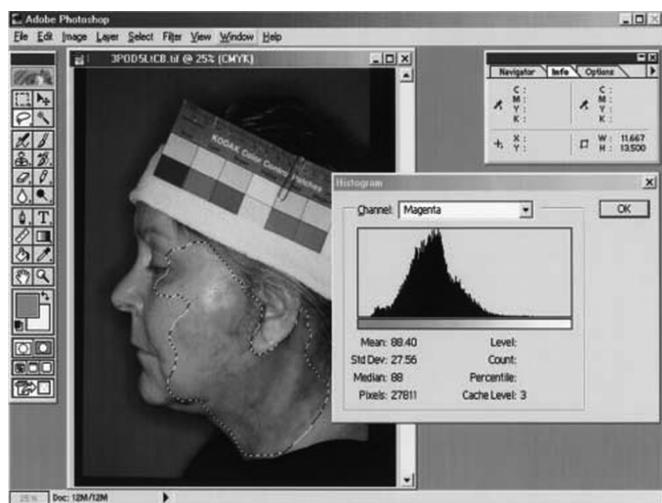 Adobe Photoshop
File Edit Image Layer Select Filter View Window Help
3POD5LtCB.tif @ 25% (CMYK)
KODAK Color Control Patches
Navigator Info Options
C : C :
M : M :
Y : Y :
K : K :
X : W : 11.667
Y : H : 13.500
Histogram
Channel: Magenta OK
Mean: 88.40 Level:
Std Dev: 27.56 Count:
Median: 88 Percentile:
Pixels: 27811 Cache Level: 3
25% Doc: 12M/12M